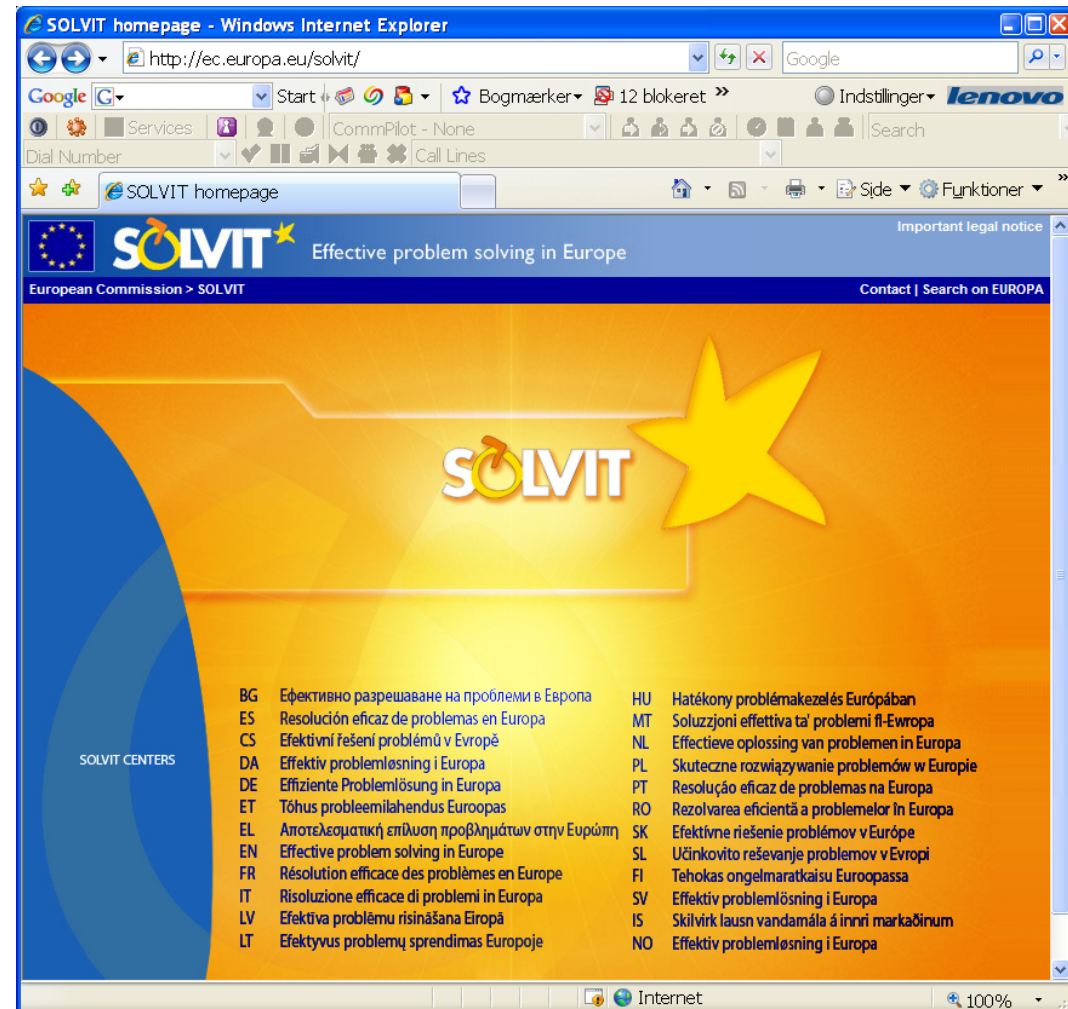 SOLVIT homepage - Windows Internet Explorer
http://ec.europa.eu/solvit/
Google
Google G Start Bogmærker 12 blokeret » Indstillinger lenovo
Services CommPilot - None Search
Dial Number Call Lines
SOLVIT homepage Side Funktioner »
Important legal notice
SOLVIT Effective problem solving in Europe
European Commission > SOLVIT Contact | Search on EUROPA
SOLVIT
SOLVIT CENTERS
BG Ефективно разрешаване на проблеми в Европа
ES Resolución eficaz de problemas en Europa
CS Efektivní řešení problémů v Evropě
DA Effektiv problemløsning i Europa
DE Effiziente Problemlösung in Europa
ET Tõhus probleemilahendus Euroopas
EL Αποτελεσματική επίλυση προβλημάτων στην Ευρώπη
EN Effective problem solving in Europe
FR Résolution efficace des problèmes en Europe
IT Risoluzione efficace di problemi in Europa
LV Efektīva problēmu risināšana Eiropā
LT Efektyvus problemų sprendimas Europoje
HU Hatékony problémakezelés Európában
MT Soluzzjoni effettiva ta' problemi fl-Ewropa
NL Effectieve oplossing van problemen in Europa
PL Skuteczne rozwiązywanie problemów w Europie
PT Resolução eficaz de problemas na Europa
RO Rezolvarea eficientă a problemelor în Europa
SK Efektívne riešenie problémov v Európe
SL Učinkovito reševanje problemov v Evropi
FI Tehokas ongelmaratkaisu Euroopassa
SV Effektiv problemlösning i Europa
IS Skilvirk lausn vandamála á innri markaðinum
NO Effektiv problemløsning i Europa
Internet 100%